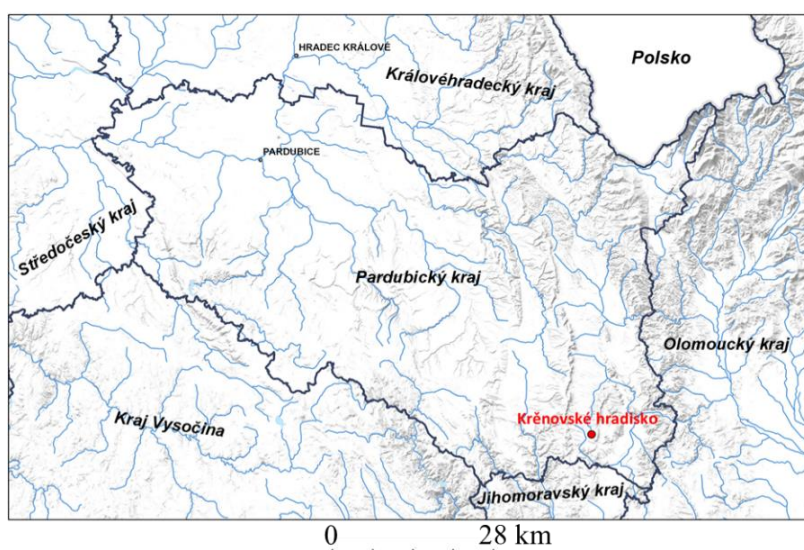 HRADEC KRÁLOVÉ
Polsko
Královéhradecký kraj
PARDUBICE
Středočeský kraj
Pardubický kraj
Olomoucký kraj
Krěnovské hradisko
Kraj Vysočina
Jihomoravský kraj
0 28 km